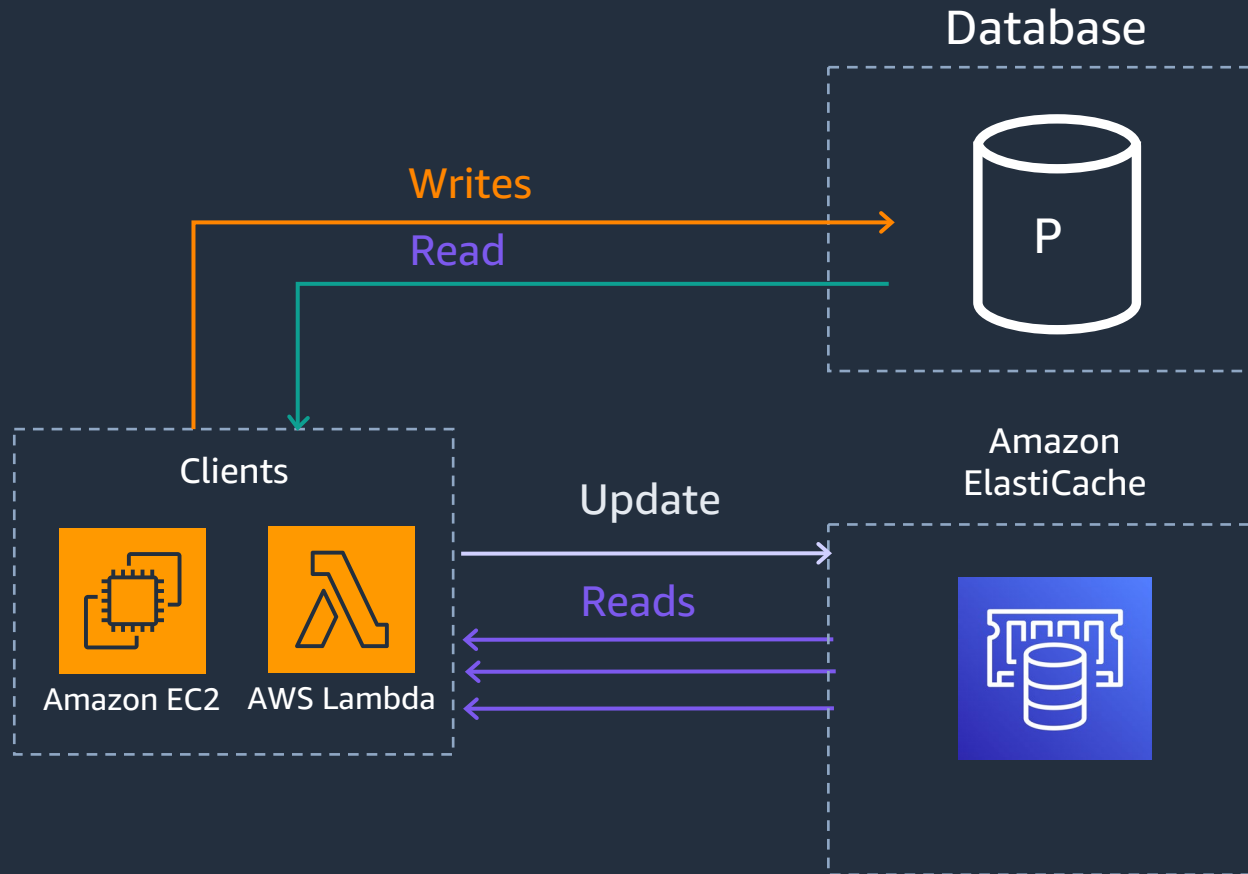 Database
Writes
P
Read
Clients
Amazon
ElastiCache
Update
Reads
Amazon EC2
AWS Lambda